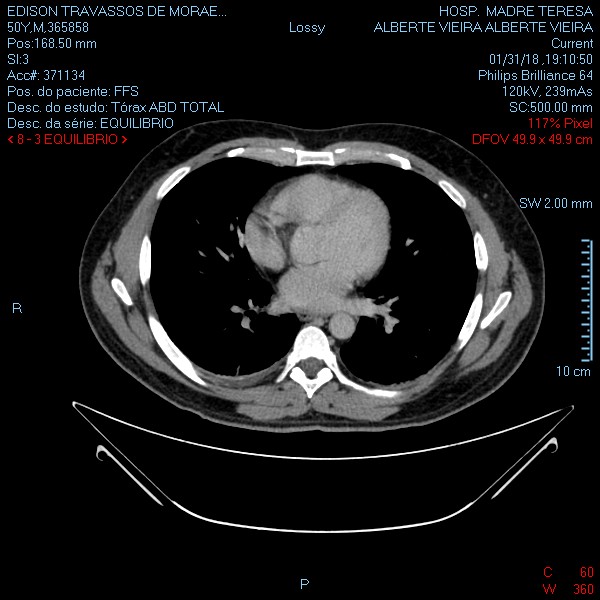 EDISON TRAVASSOS DE MORAE...
50Y,M,365858
Pos:168.50 mm
SI:3
Acc#: 371134
Pos. do paciente: FFS
Desc. do estudo: Tórax ABD TOTAL
Desc. da série: EQUILIBRIO
< 8 - 3 EQUILIBRIO >
Lossy
HOSP. MADRE TERESA
ALBERTE VIEIRA ALBERTE VIEIRA
Current
01/31/18 ,19:10:50
Philips Brilliance 64
120kV, 239mAs
SC:500.00 mm
117% Pixel
DFOV 49.9 x 49.9 cm
SW 2.00 mm
R
10 cm
P
C 60
W 360